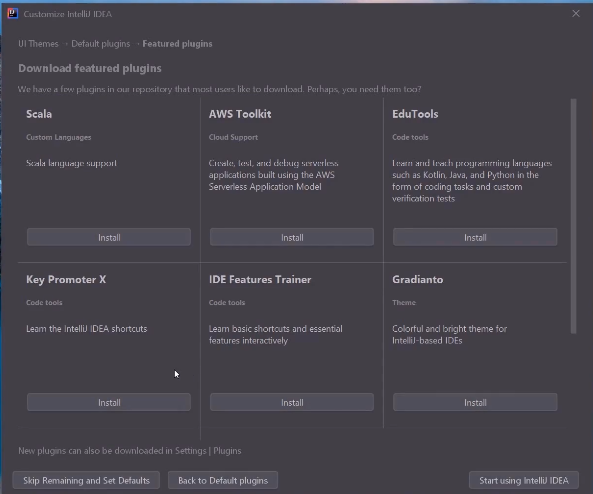 Customize IntelliJ IDEA
UI Themes → Default plugins → Featured plugins
Download featured plugins
We have a few plugins in our repository that most users like to download. Perhaps, you need them too?
Scala
Custom Languages
Scala language support
Install
AWS Toolkit
Cloud Support
Create, test, and debug serverless
applications built using the AWS
Serverless Application Model
Install
EduTools
Code tools
Learn and teach programming languages
such as Kotlin, Java, and Python in the
form of coding tasks and custom
verification tests
Install
Key Promoter X
Code tools
Learn the IntelliJ IDEA shortcuts
Install
IDE Features Trainer
Code tools
Learn basic shortcuts and essential
features interactively
Install
Gradianto
Theme
Colorful and bright theme for
IntelliJ-based IDEs
Install
New plugins can also be downloaded in Settings | Plugins
Skip Remaining and Set Defaults
Back to Default plugins
Start using IntelliJ IDEA